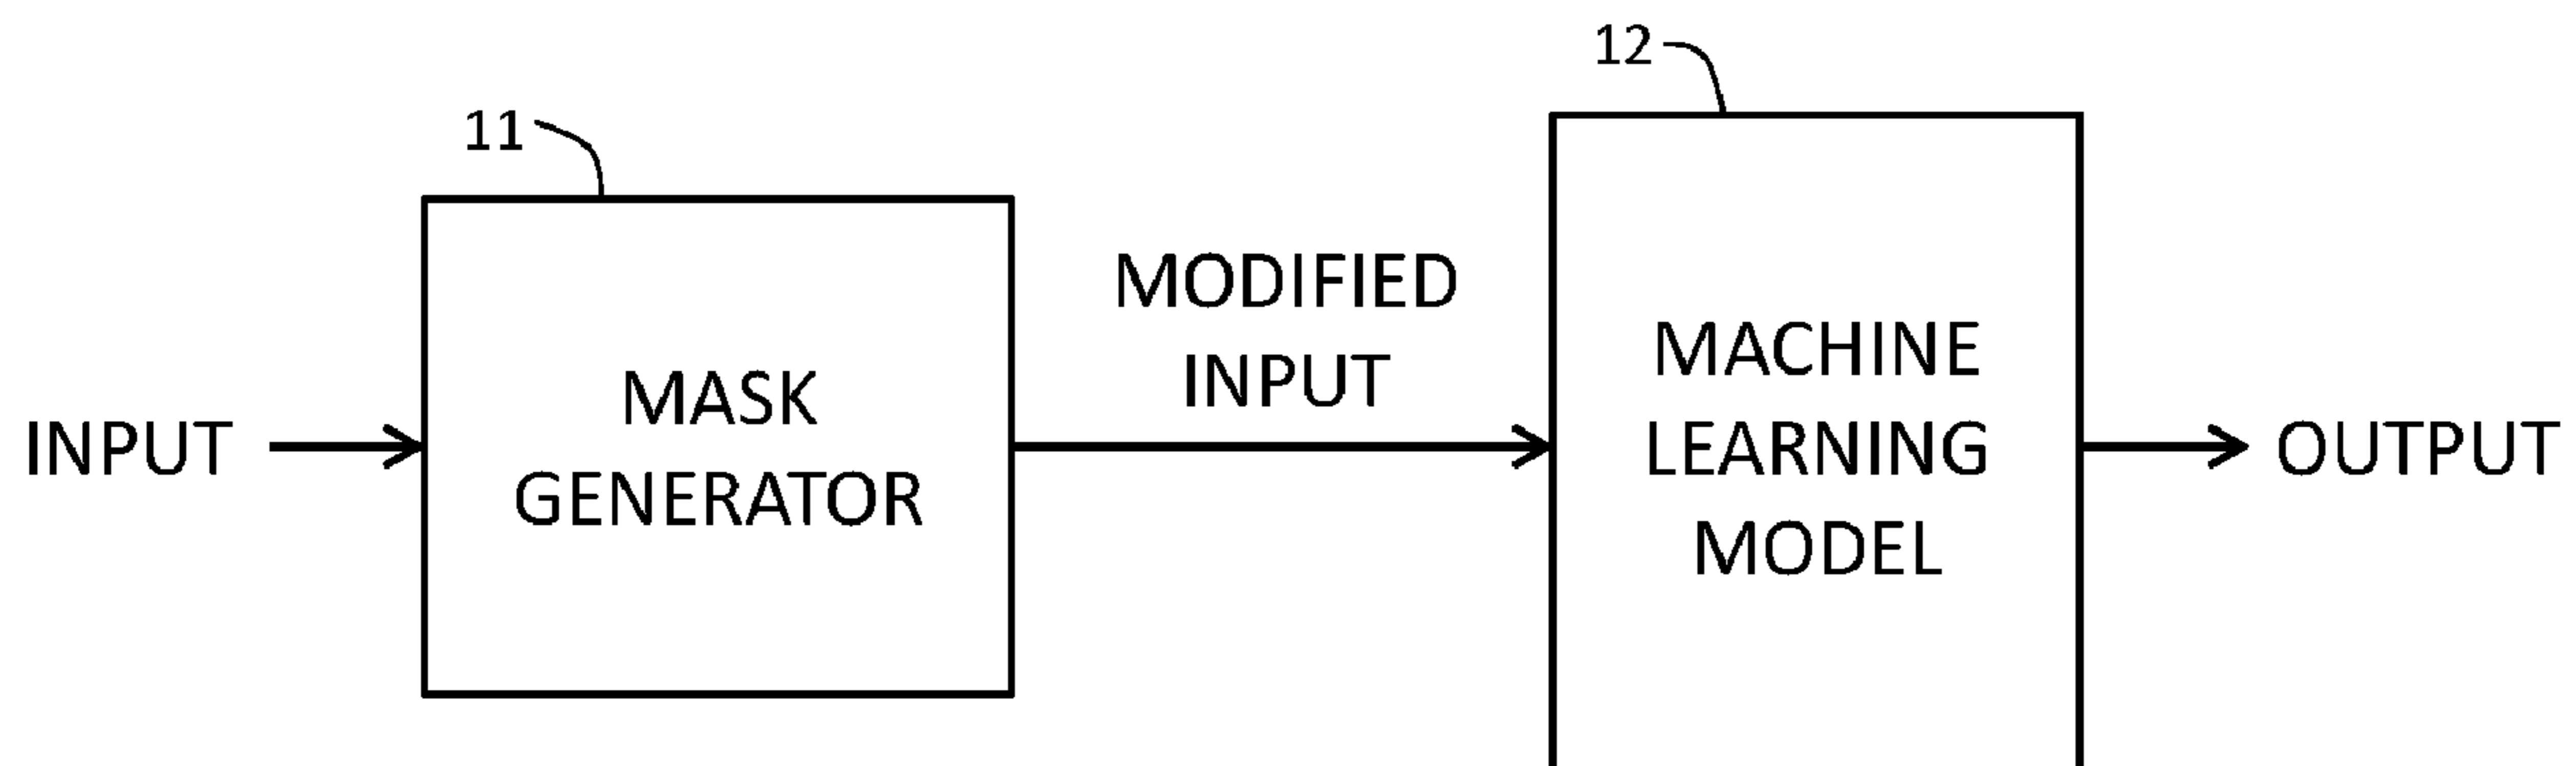 12
11
MODIFIED
INPUT
MACHINE
LEARNING
MODEL
MASK
GENERATOR
INPUT
OUTPUT